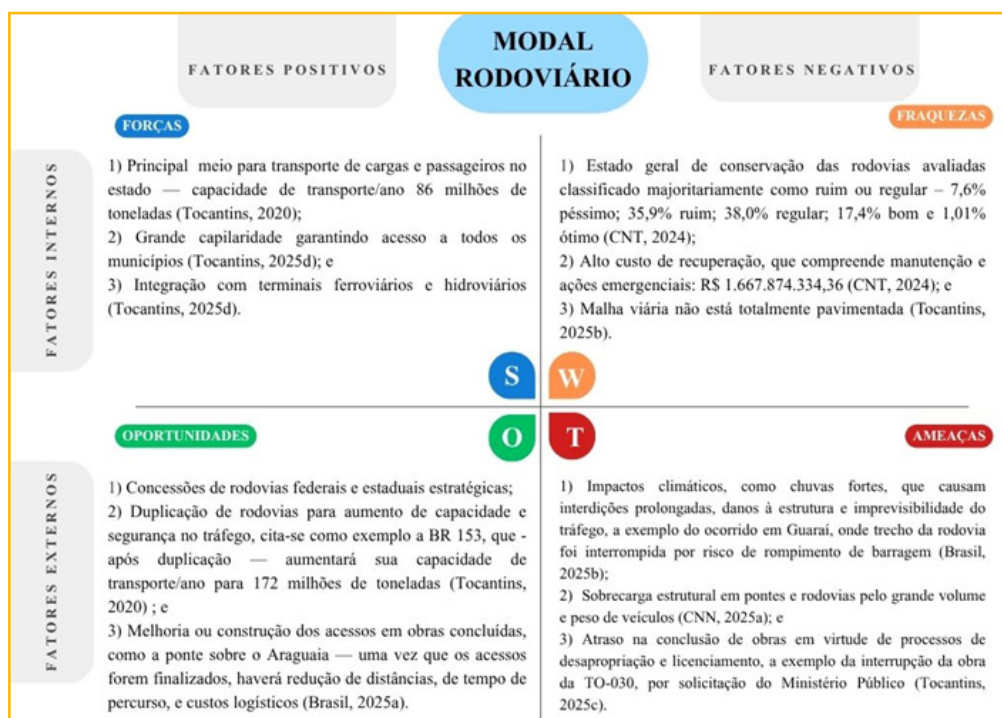 MODAL
RODOVIÁRIO
FATORES POSITIVOS
FATORES NEGATIVOS
FATORES INTERNOS
FORÇAS
1) Principal meio para transporte de cargas e passageiros no
estado — capacidade de transporte/ano 86 milhões de
toneladas (Tocantins, 2020);
2) Grande capilaridade garantindo acesso a todos os
municípios (Tocantins, 2025d); e
3) Integração com terminais ferroviários e hidroviários
(Tocantins, 2025d).
FRAQUEZAS
1) Estado geral de conservação das rodovias avaliadas
classificado majoritariamente como ruim ou regular – 7,6%
péssimo; 35,9% ruim; 38,0% regular; 17,4% bom e 1,01%
ótimo (CNT, 2024);
2) Alto custo de recuperação, que compreende manutenção e
ações emergenciais: R$ 1.667.874.334,36 (CNT, 2024); e
3) Malha viária não está totalmente pavimentada (Tocantins,
2025b).
S
W
O
T
FATORES EXTERNOS
OPORTUNIDADES
1) Concessões de rodovias federais e estaduais estratégicas;
2) Duplicação de rodovias para aumento de capacidade e
segurança no tráfego, cita-se como exemplo a BR 153, que -
após duplicação — aumentará sua capacidade de
transporte/ano para 172 milhões de toneladas (Tocantins,
2020) ; e
3) Melhoria ou construção dos acessos em obras concluídas,
como a ponte sobre o Araguaia — uma vez que os acessos
forem finalizados, haverá redução de distâncias, de tempo de
percurso, e custos logísticos (Brasil, 2025a).
AMEAÇAS
1) Impactos climáticos, como chuvas fortes, que causam
interdições prolongadas, danos à estrutura e imprevisibilidade do
tráfego, a exemplo do ocorrido em Guaraí, onde trecho da rodovia
foi interrompida por risco de rompimento de barragem (Brasil,
2025b);
2) Sobrecarga estrutural em pontes e rodovias pelo grande volume
e peso de veículos (CNN, 2025a); e
3) Atraso na conclusão de obras em virtude de processos de
desapropriação e licenciamento, a exemplo da interrupção da obra
da TO-030, por solicitação do Ministério Público (Tocantins,
2025c).